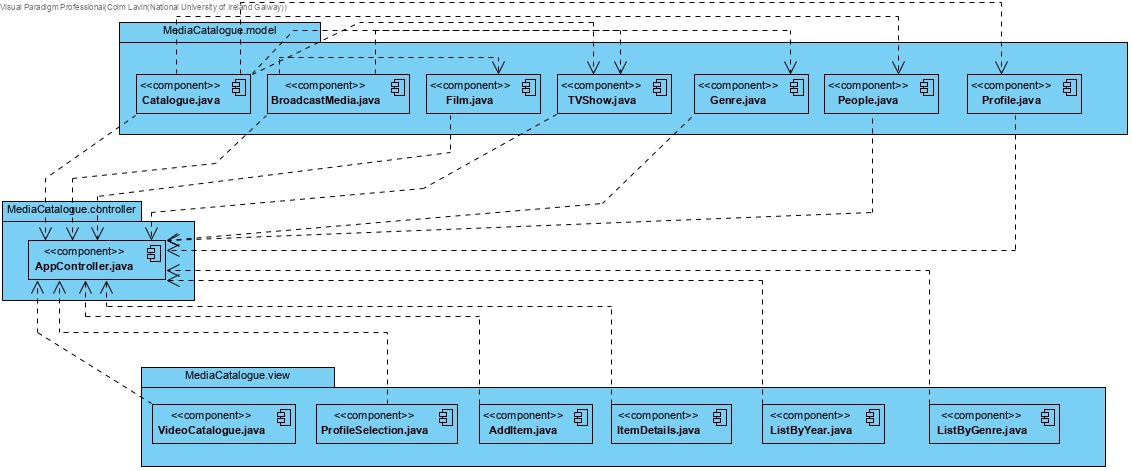 Visual Paradigm Professional(Colm Lavin(National University of Ireland Galway))
MediaCatalogue.model
<<component>>
Catalogue.java
<<component>>
BroadcastMedia.java
<<component>>
Film.java
<<component>>
TVShow.java
<<component>>
Genre.java
<<component>>
People.java
<<component>>
Profile.java
MediaCatalogue.controller
<<component>>
AppController.java
MediaCatalogue.view
<<component>>
VideoCatalogue.java
<<component>>
ProfileSelection.java
<<component>>
AddItem.java
<<component>>
ItemDetails.java
<<component>>
ListByYear.java
<<component>>
ListByGenre.java